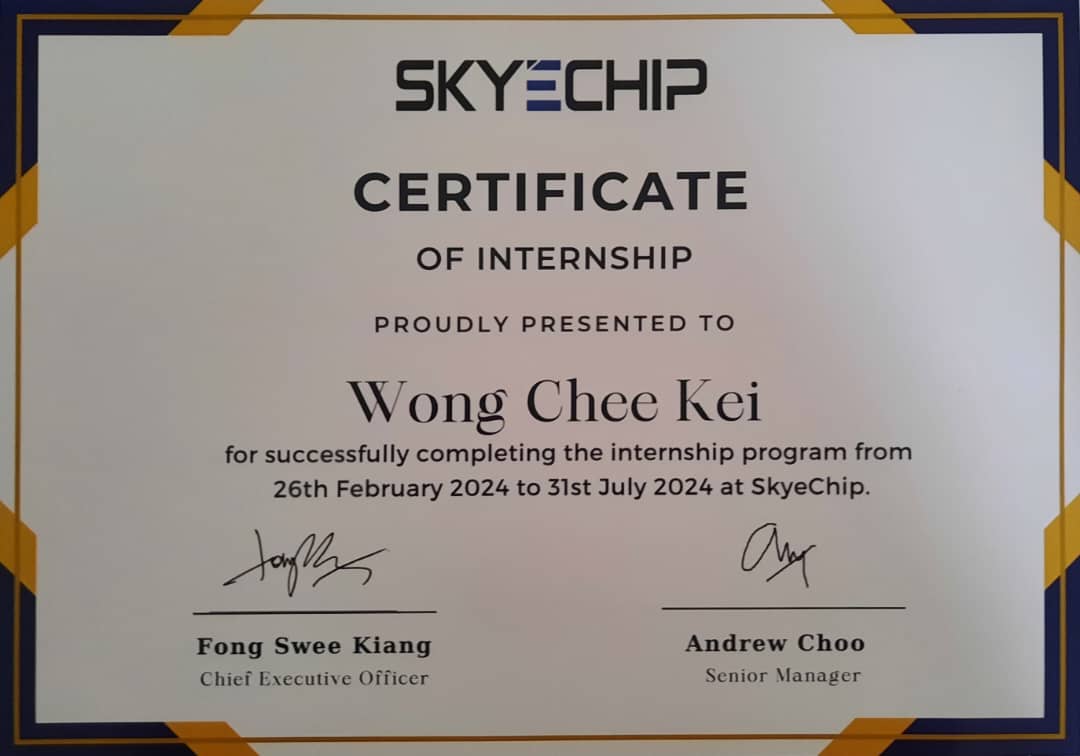 SKYECHIP
CERTIFICATE
OF INTERNSHIP
PROUDLY PRESENTED TO
Wong Chee Kei
for successfully completing the internship program from
26th February 2024 to 31st July 2024 at SkyeChip.
Fong Swee Kiang
Chief Executive Officer
Andrew Choo
Senior Manager